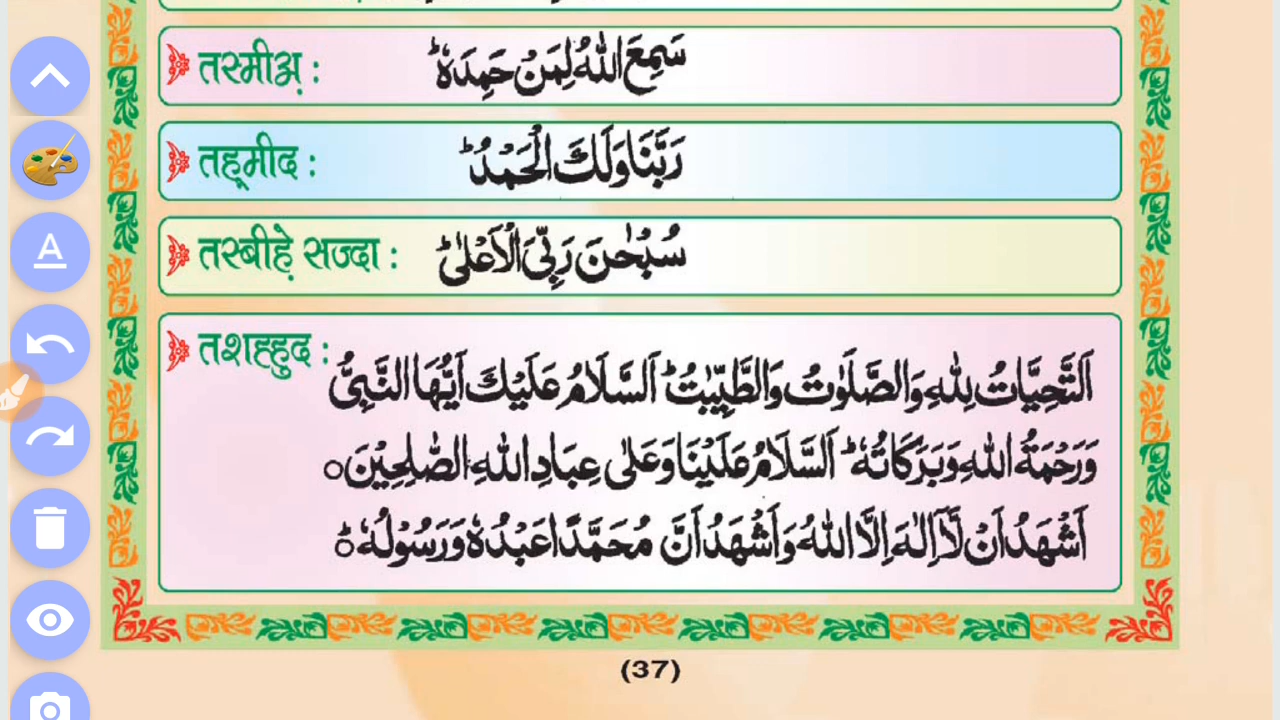 तस्मीअ़ : سَمِعَ اللّٰهُ لِمَنْ حَمِدَهٗ ؕ
तह़्मीद : رَبَّنَا وَلَكَ الْحَمْدُ ؕ
तस्बीह़े सज्दा : سُبْحٰنَ رَبِّیَ الْاَعْلٰی ؕ
तशह्हुद :
اَلتَّحِیَّاتُ لِلّٰهِ وَالصَّلَوٰتُ وَالطَّیِّبٰتُ ؕ اَلسَّلَامُ عَلَیْكَ اَیُّهَا النَّبِیُّ
وَرَحْمَةُ اللّٰهِ وَبَرَكَاتُهٗ ؕ اَلسَّلَامُ عَلَیْنَا وَعَلٰی عِبَادِ اللّٰهِ الصّٰلِحِیْنَ ○
اَشْهَدُ اَنْ لَّاۤ اِلٰهَ اِلَّا اللّٰهُ وَاَشْهَدُ اَنَّ مُحَمَّدًا عَبْدُهٗ وَرَسُوْلُهٗ ○ؕ
(37)
A